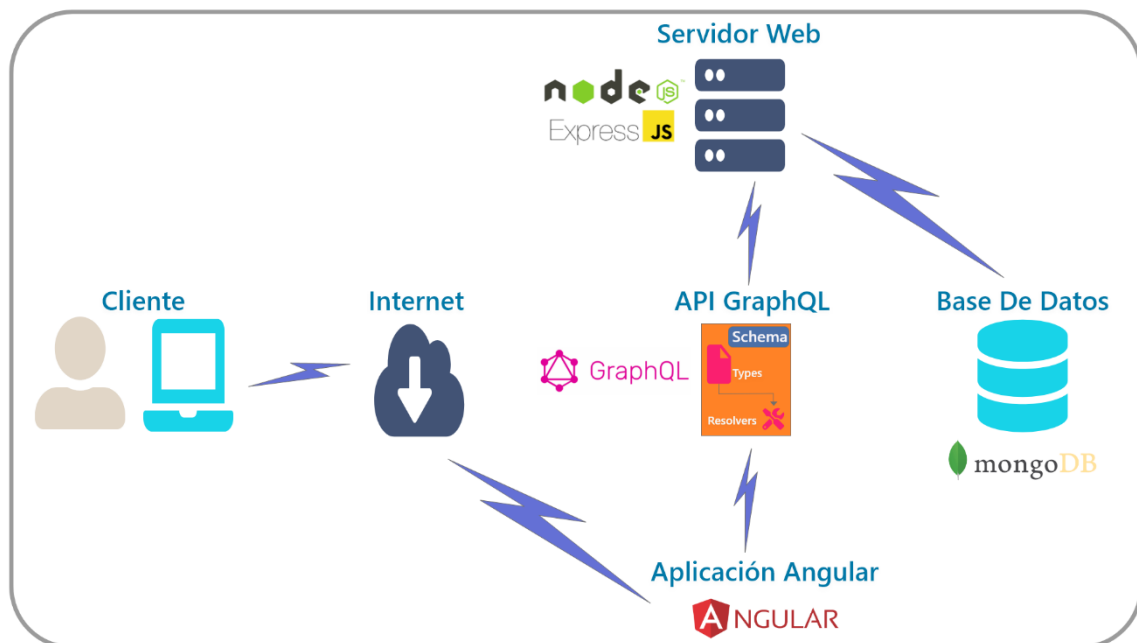 Servidor Web
node JS
Express JS
Cliente
Internet
API GraphQL
Base De Datos
Schema
Types
Resolvers
GraphQL
mongoDB
Aplicación Angular
ANGULAR